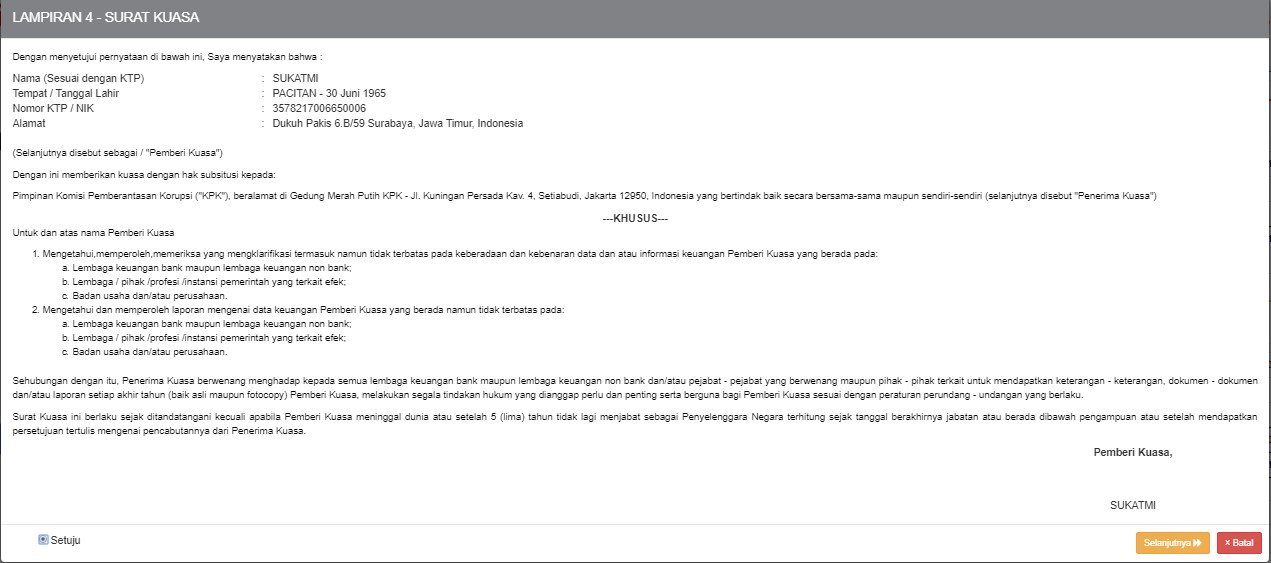 LAMPIRAN 4 - SURAT KUASA
Dengan menyetujui pernyataan di bawah ini, Saya menyatakan bahwa :
Nama (Sesuai dengan KTP) : SUKATMI
Tempat / Tanggal Lahir : PACITAN - 30 Juni 1965
Nomor KTP / NIK : 3578217006650006
Alamat : Dukuh Pakis 6.B/59 Surabaya, Jawa Timur, Indonesia
(Selanjutnya disebut sebagai / "Pemberi Kuasa")
Dengan ini memberikan kuasa dengan hak subsitusi kepada:
Pimpinan Komisi Pemberantasan Korupsi ("KPK"), beralamat di Gedung Merah Putih KPK - Jl. Kuningan Persada Kav. 4, Setiabudi, Jakarta 12950, Indonesia yang bertindak baik secara bersama-sama maupun sendiri-sendiri (selanjutnya disebut "Penerima Kuasa")
---KHUSUS---
Untuk dan atas nama Pemberi Kuasa
1. Mengetahui,memperoleh,memeriksa yang mengklarifikasi termasuk namun tidak terbatas pada keberadaan dan kebenaran data dan atau informasi keuangan Pemberi Kuasa yang berada pada:
a. Lembaga keuangan bank maupun lembaga keuangan non bank;
b. Lembaga / pihak /profesi /instansi pemerintah yang terkait efek;
c. Badan usaha dan/atau perusahaan.
2. Mengetahui dan memperoleh laporan mengenai data keuangan Pemberi Kuasa yang berada namun tidak terbatas pada:
a. Lembaga keuangan bank maupun lembaga keuangan non bank;
b. Lembaga / pihak /profesi /instansi pemerintah yang terkait efek;
c. Badan usaha dan/atau perusahaan.
Sehubungan dengan itu, Penerima Kuasa berwenang menghadap kepada semua lembaga keuangan bank maupun lembaga keuangan non bank dan/atau pejabat - pejabat yang berwenang maupun pihak - pihak terkait untuk mendapatkan keterangan - keterangan, dokumen - dokumen
dan/atau laporan setiap akhir tahun (baik asli maupun fotocopy) Pemberi Kuasa, melakukan segala tindakan hukum yang dianggap perlu dan penting serta berguna bagi Pemberi Kuasa sesuai dengan peraturan perundang - undangan yang berlaku.
Surat Kuasa ini berlaku sejak ditandatangani kecuali apabila Pemberi Kuasa meninggal dunia atau setelah 5 (lima) tahun tidak lagi menjabat sebagai Penyelenggara Negara terhitung sejak tanggal berakhirnya jabatan atau berada dibawah pengampuan atau setelah mendapatkan
persetujuan tertulis mengenai pencabutannya dari Penerima Kuasa.
Pemberi Kuasa,
SUKATMI
Setuju
Selanjutnya
x Batal